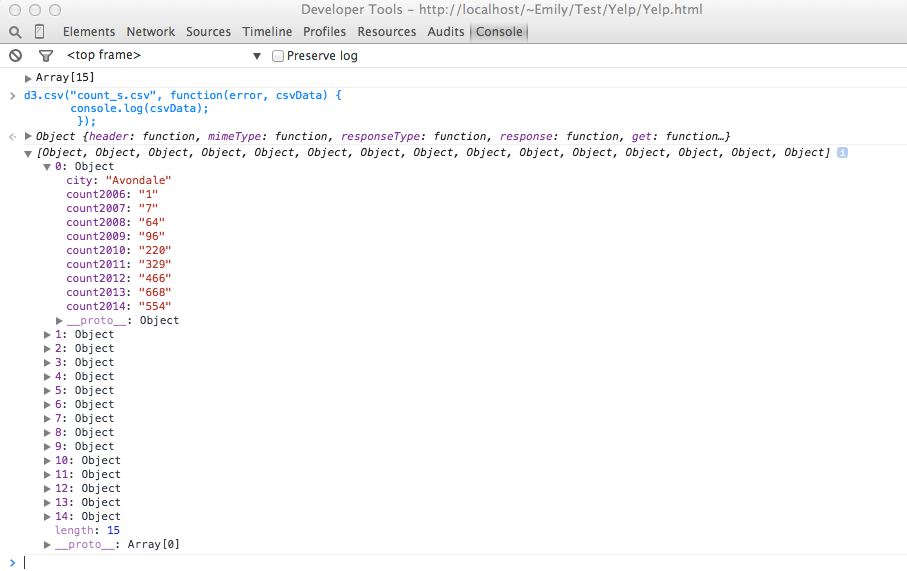 Developer Tools - http://localhost/~Emily/Test/Yelp/Yelp.html
Elements Network Sources Timeline Profiles Resources Audits Console
<top frame> Preserve log
Array[15]
d3.csv("count_s.csv", function(error, csvData) {
console.log(csvData);
});
Object {header: function, mimeType: function, responseType: function, response: function, get: function…}
[Object, Object, Object, Object, Object, Object, Object, Object, Object, Object, Object, Object, Object, Object, Object]
0: Object
city: "Avondale"
count2006: "1"
count2007: "7"
count2008: "64"
count2009: "96"
count2010: "220"
count2011: "329"
count2012: "466"
count2013: "668"
count2014: "554"
__proto__: Object
1: Object
2: Object
3: Object
4: Object
5: Object
6: Object
7: Object
8: Object
9: Object
10: Object
11: Object
12: Object
13: Object
14: Object
length: 15
__proto__: Array[0]